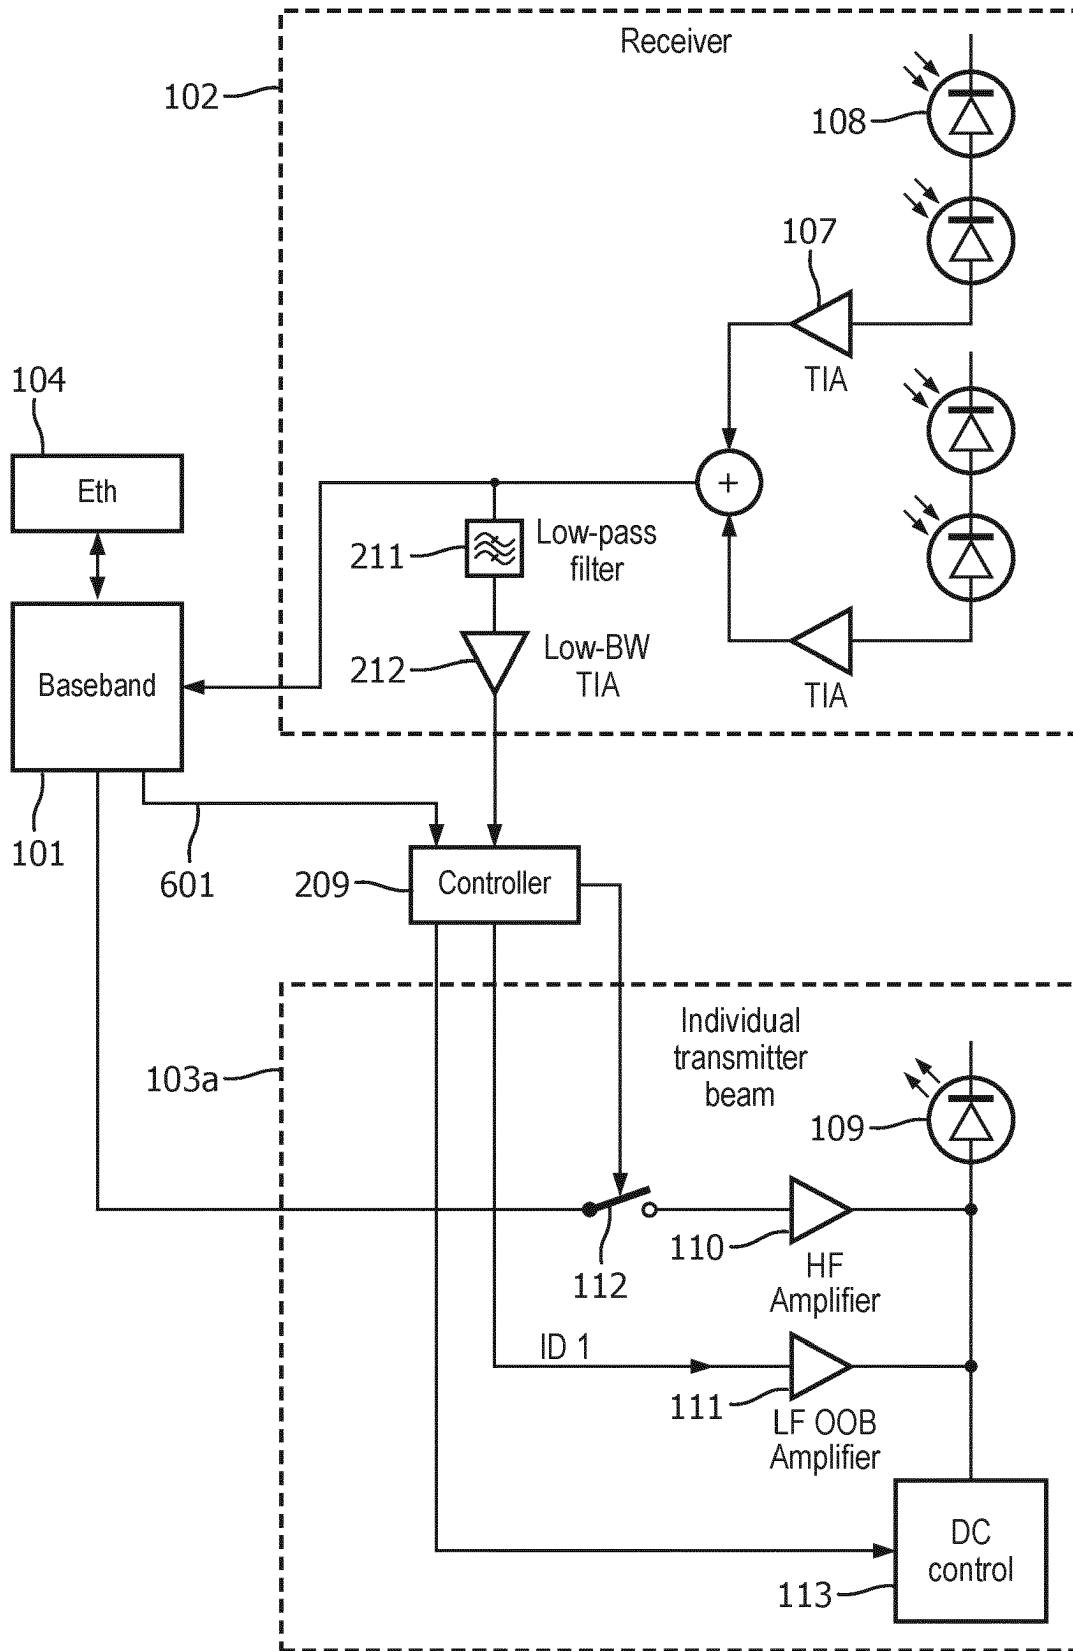 Receiver
102
108
107
TIA
104
Eth
+
211
Low-pass
filter
212
Low-BW
TIA
TIA
Baseband
101
601
209
Controller
Individual
transmitter
beam
103a
109
112
110
HF
Amplifier
ID 1
111
LF OOB
Amplifier
DC
control
113